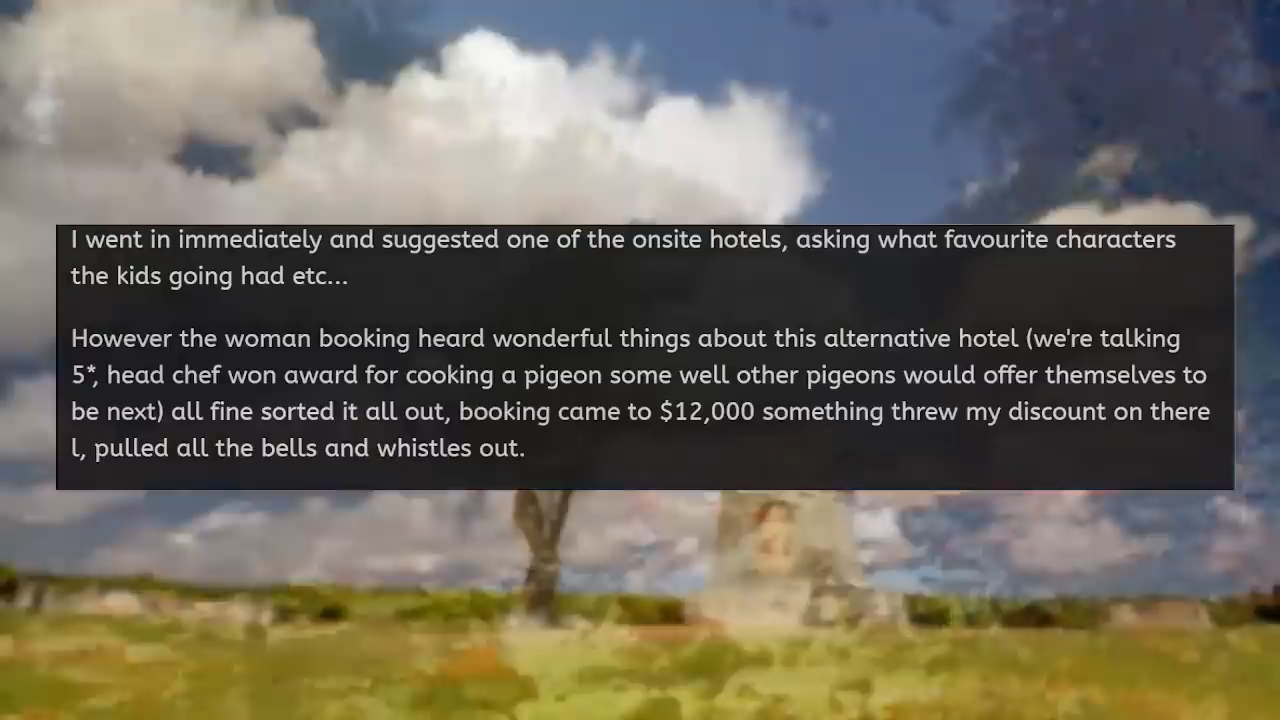 I went in immediately and suggested one of the onsite hotels, asking what favourite characters
the kids going had etc...
However the woman booking heard wonderful things about this alternative hotel (we're talking
5*, head chef won award for cooking a pigeon some well other pigeons would offer themselves to
be next) all fine sorted it all out, booking came to $12,000 something threw my discount on there
l, pulled all the bells and whistles out.